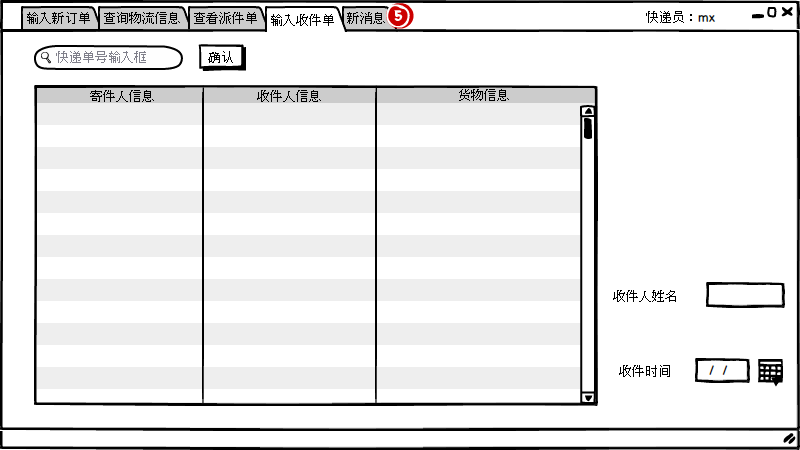 输入新订单 查询物流信息 查看派件单 输入收件单 新消息 5 快递员：mx
快递单号输入框 确认
寄件人信息 收件人信息 货物信息
收件人姓名
收件时间 / /